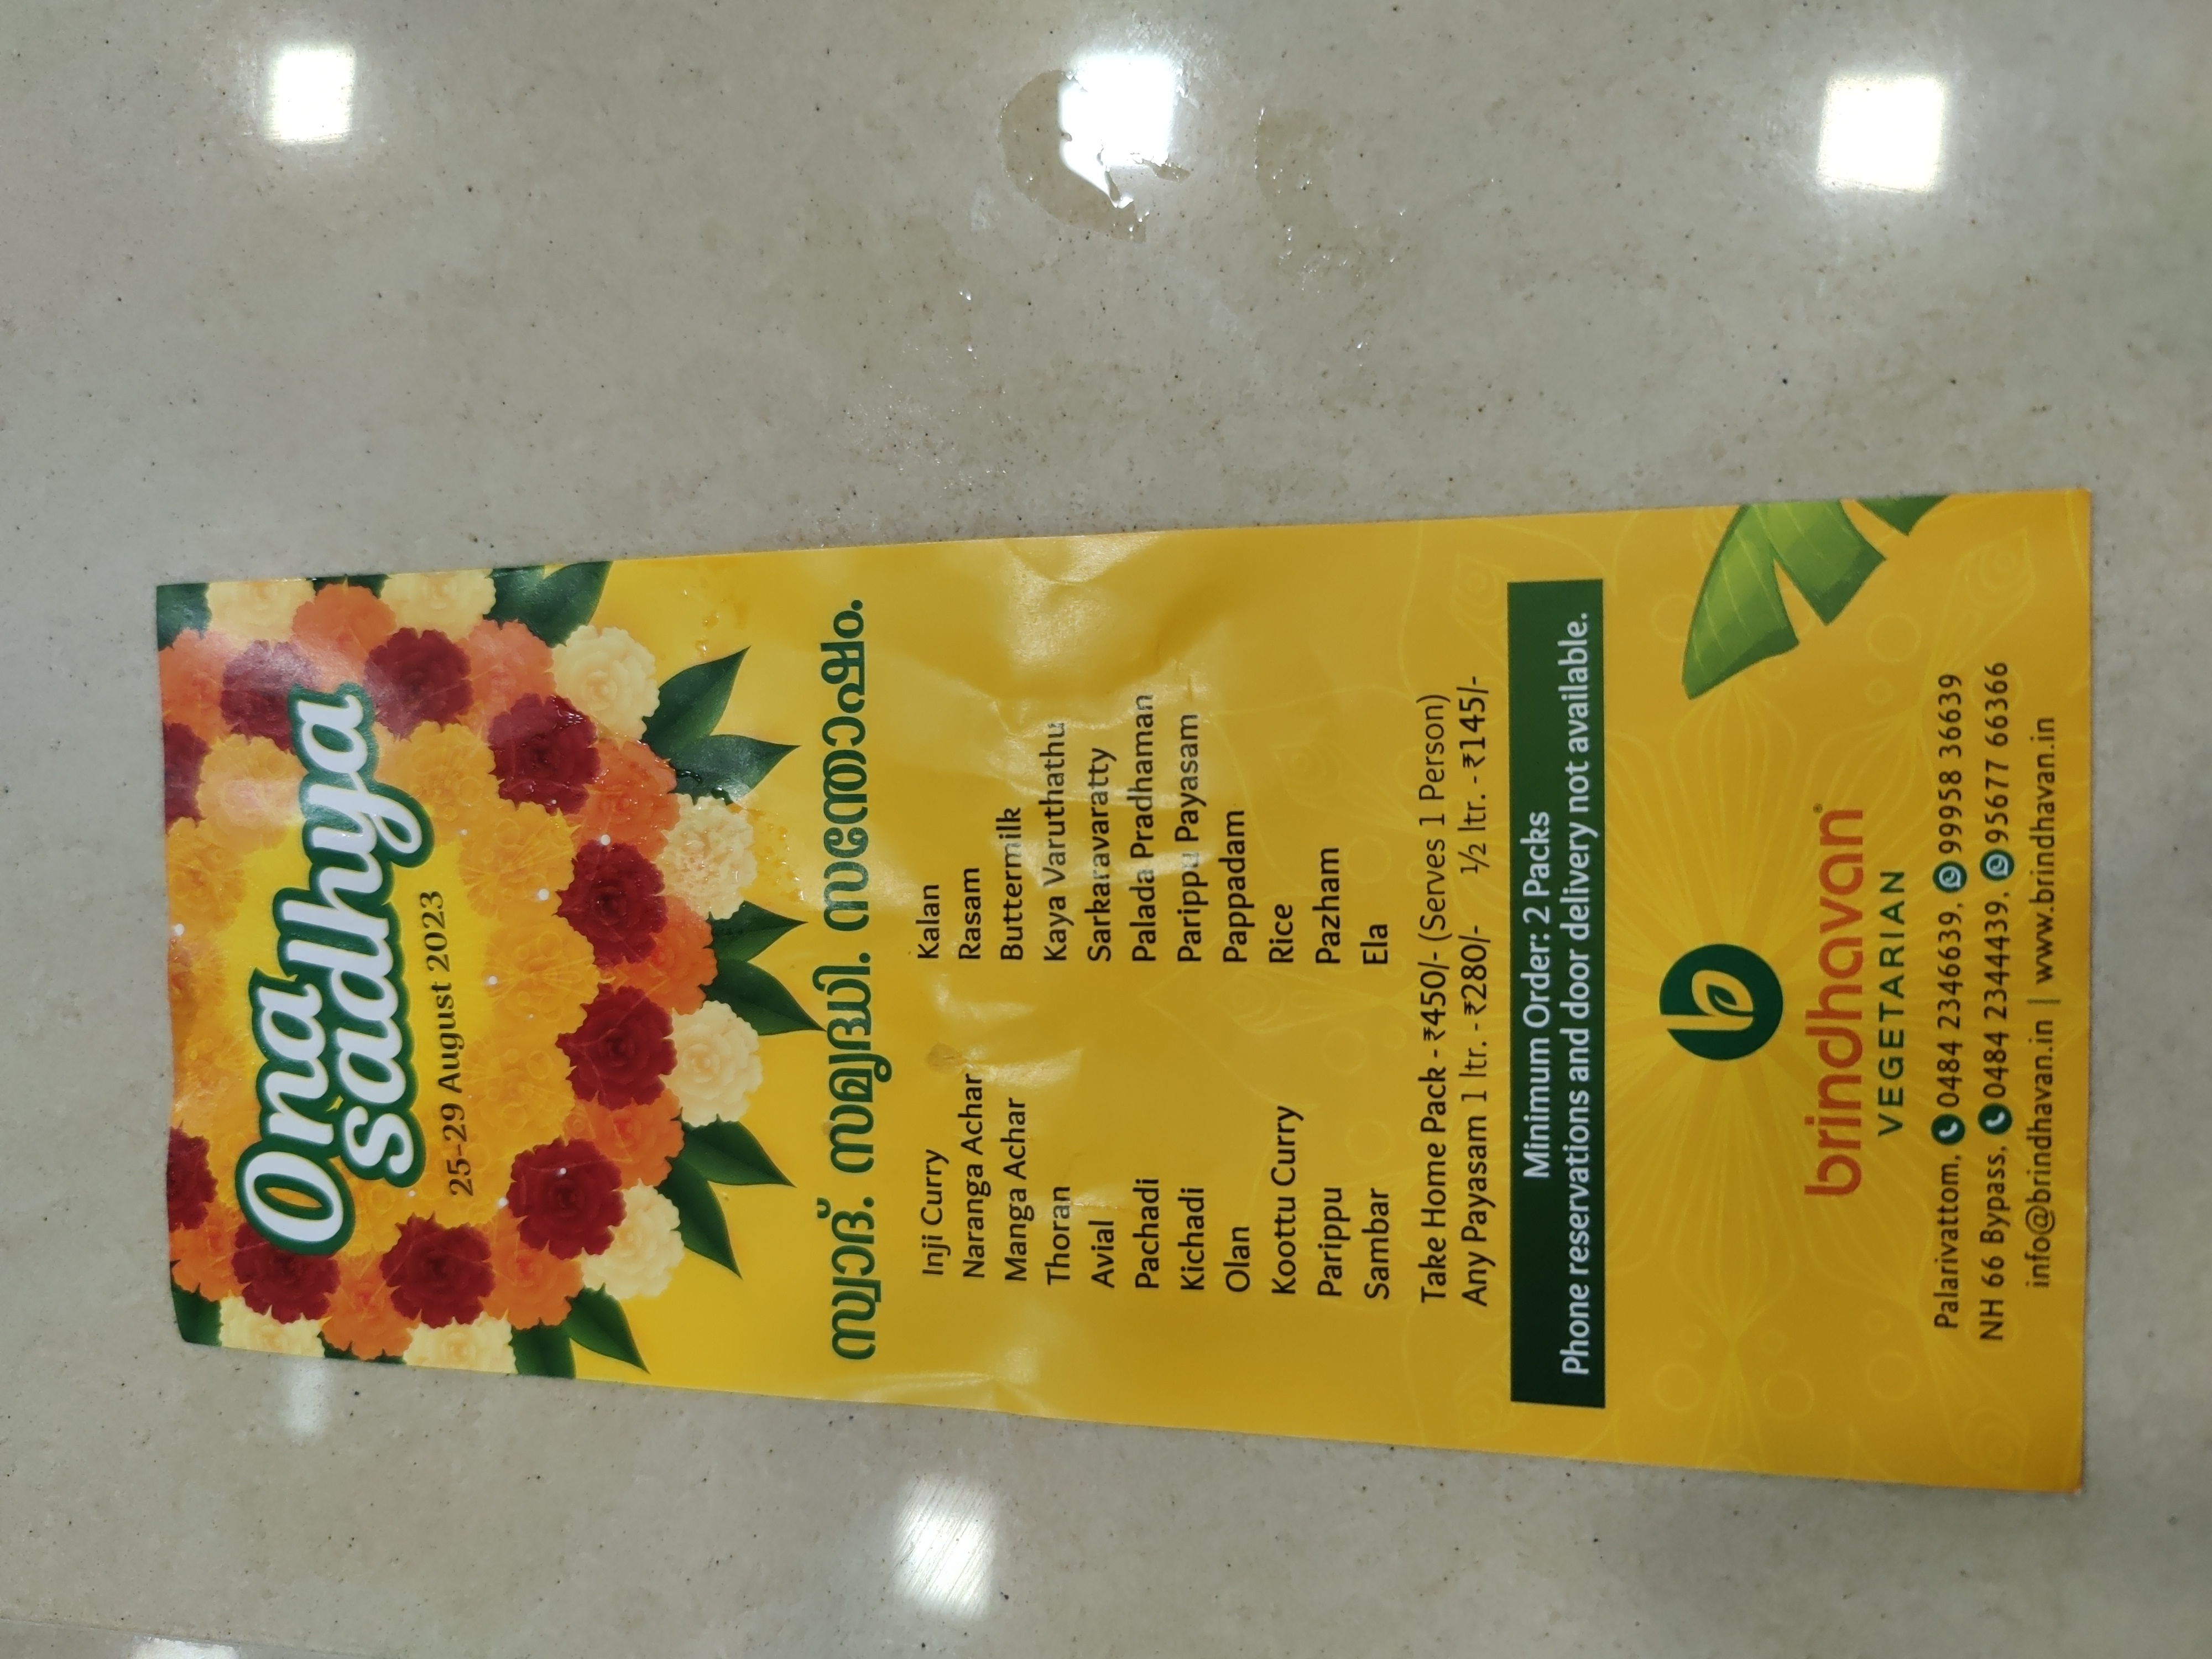 Ona
sadhya
25-29 August 2023
സ്വാദ്. സമൃദ്ധി. സന്തോഷം.
Inji Curry
Naranga Achar
Manga Achar
Thoran
Avial
Pachadi
Kichadi
Olan
Koottu Curry
Parippu
Sambar
Kalan
Rasam
Buttermilk
Kaya Varuthathu
Sarkaravaratty
Palada Pradhaman
Parippu Payasam
Pappadam
Rice
Pazham
Ela
Take Home Pack - ₹450/- (Serves 1 Person)
Any Payasam 1 ltr. - ₹280/- ½ ltr. - ₹145/-
Minimum Order: 2 Packs
Phone reservations and door delivery not available.
brindhavan®
VEGETARIAN
Palarivattom, 0484 2346639, 99958 36639
NH 66 Bypass, 0484 2344439, 95677 66366
info@brindhavan.in | www.brindhavan.in